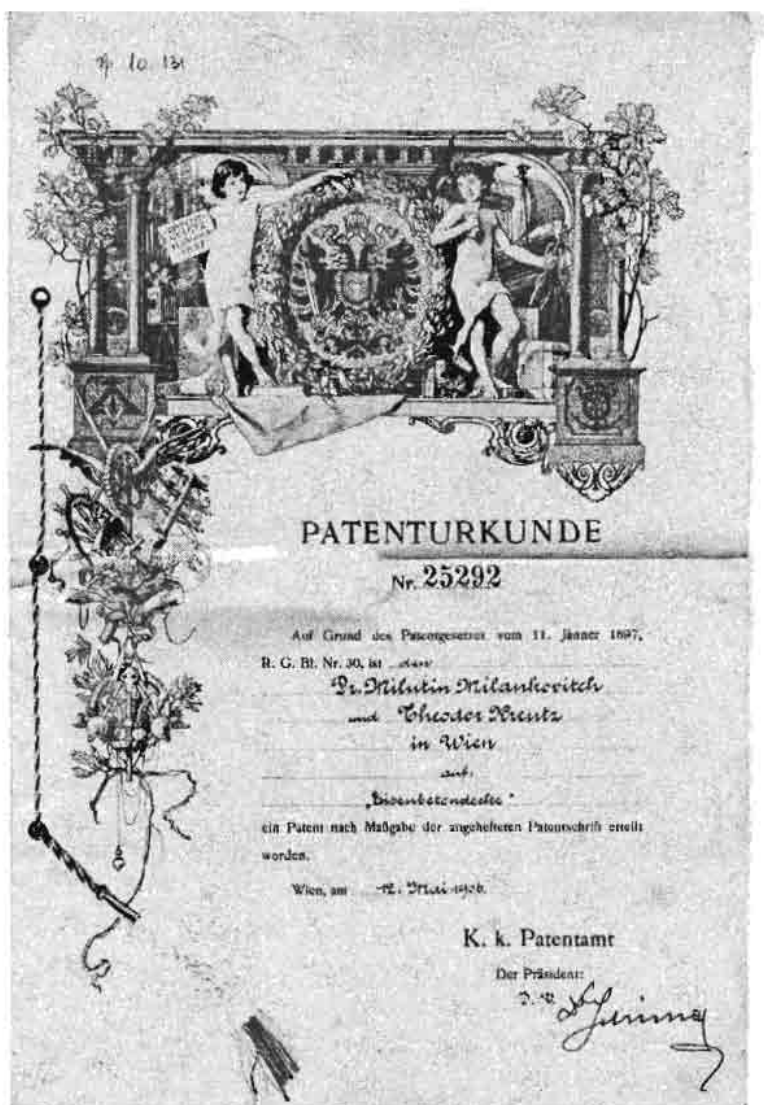 10 131
PATENTURKUNDE
Nr. 25292
Auf Grund des Patentgesetzes vom 11. Jänner 1897,
R. G. Bl. Nr. 30, ist den
Dr. Milutin Milankovitch
und Theodor Kreutz
in Wien
auf:
„Eisenbetondecke"
ein Patent nach Maßgabe der angehefteten Patentschrift erteilt
worden.
Wien, am 12. Mai 1906.
K. k. Patentamt
Der Präsident: